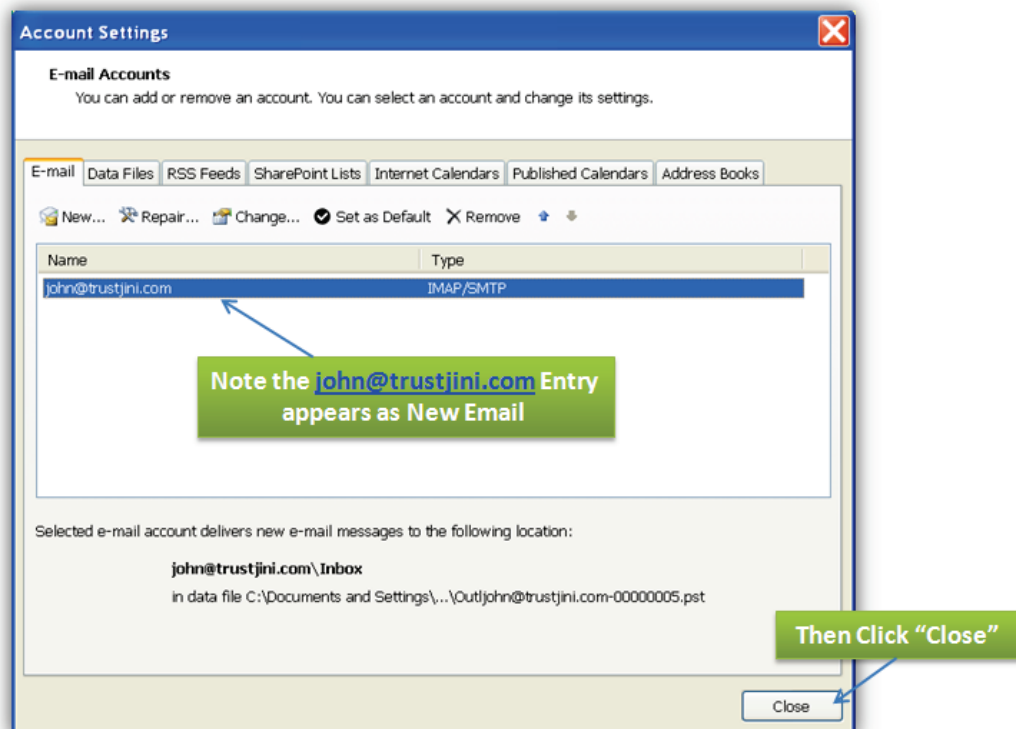 Account Settings
E-mail Accounts
You can add or remove an account. You can select an account and change its settings.
E-mail Data Files RSS Feeds SharePoint Lists Internet Calendars Published Calendars Address Books
New... Repair... Change... Set as Default Remove
Name Type
john@trustjini.com IMAP/SMTP
Note the john@trustjini.com Entry
appears as New Email
Selected e-mail account delivers new e-mail messages to the following location:
john@trustjini.com\Inbox
in data file C:\Documents and Settings\...\Outljohn@trustjini.com-00000005.pst
Then Click “Close”
Close